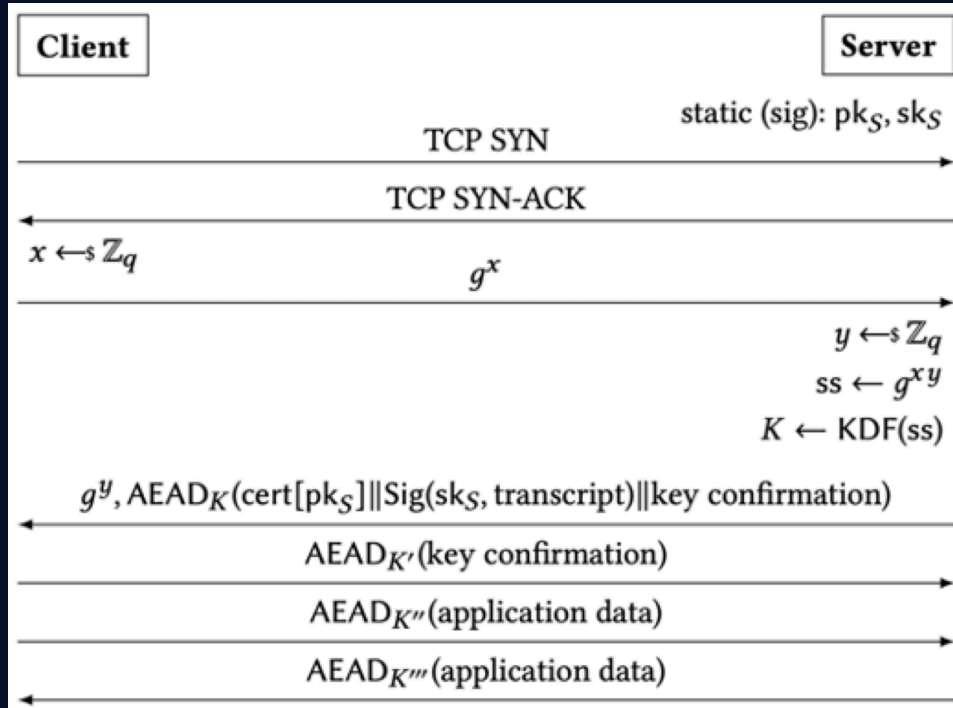 Client
Server
static (sig): pk_S, sk_S
TCP SYN
TCP SYN-ACK
x ←$ ℤ_q
g^x
y ←$ ℤ_q
ss ← g^{xy}
K ← KDF(ss)
g^y, AEAD_K(cert[pk_S]‖Sig(sk_S, transcript)‖key confirmation)
AEAD_{K′}(key confirmation)
AEAD_{K″}(application data)
AEAD_{K‴}(application data)